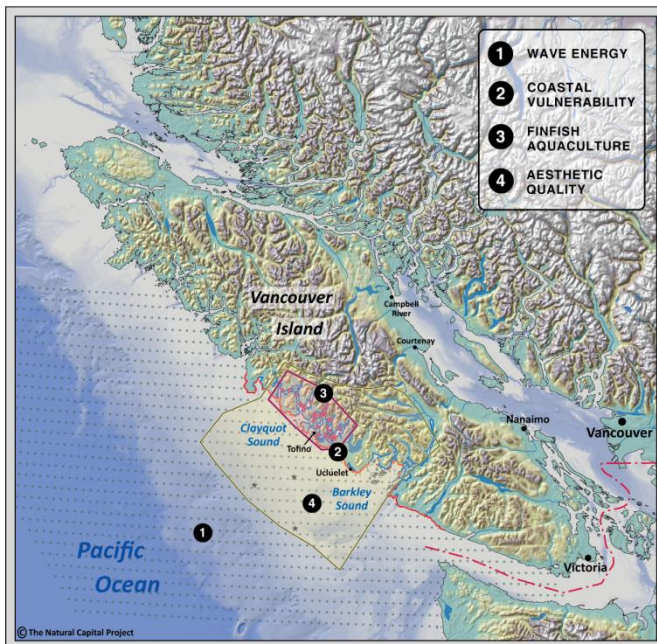 1 WAVE ENERGY
2 COASTAL
VULNERABILITY
3 FINFISH
AQUACULTURE
4 AESTHETIC
QUALITY
Vancouver
Island
Campbell
River
Courtenay
3
Nanaimo
Vancouver
Clayquot
Sound
Tofino
2
Ucluelet
Barkley
Sound
4
1
Pacific
Ocean
Victoria
© The Natural Capital Project